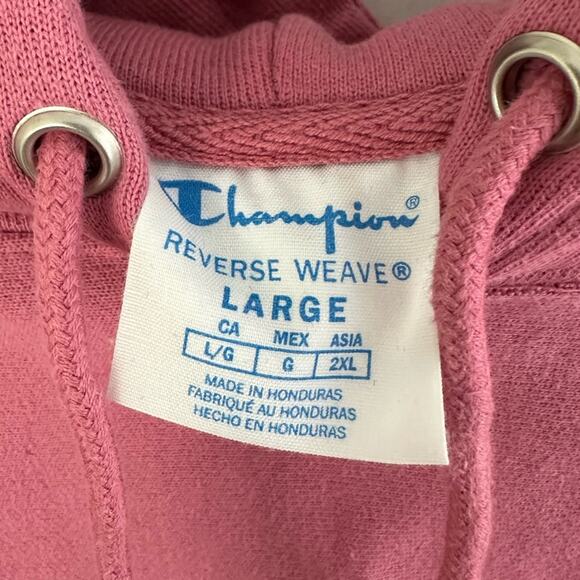 Champion®
REVERSE WEAVE®
LARGE
CA MEX ASIA
L/G G 2XL
MADE IN HONDURAS
FABRIQUÉ AU HONDURAS
HECHO EN HONDURAS